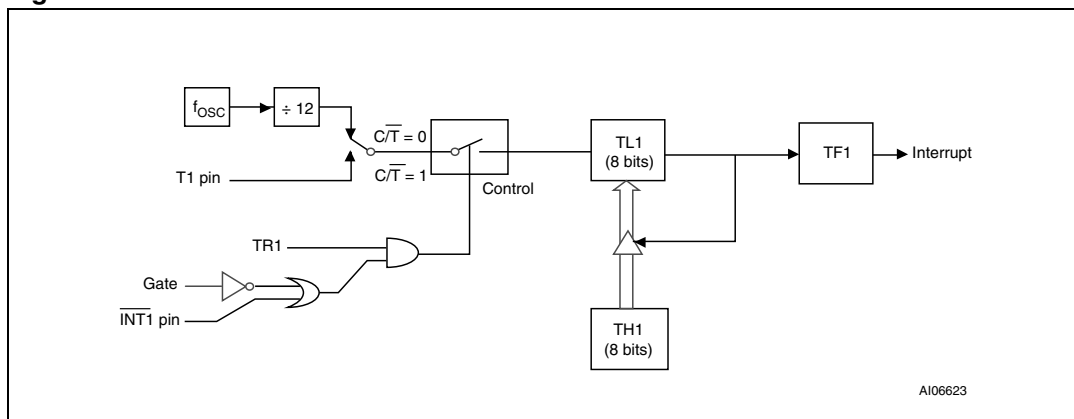 fOSC
÷ 12
C/T̅ = 0
TL1
(8 bits)
TF1
Interrupt
T1 pin
C/T̅ = 1
Control
TR1
Gate
I̅N̅T̅1̅ pin
TH1
(8 bits)
AI06623